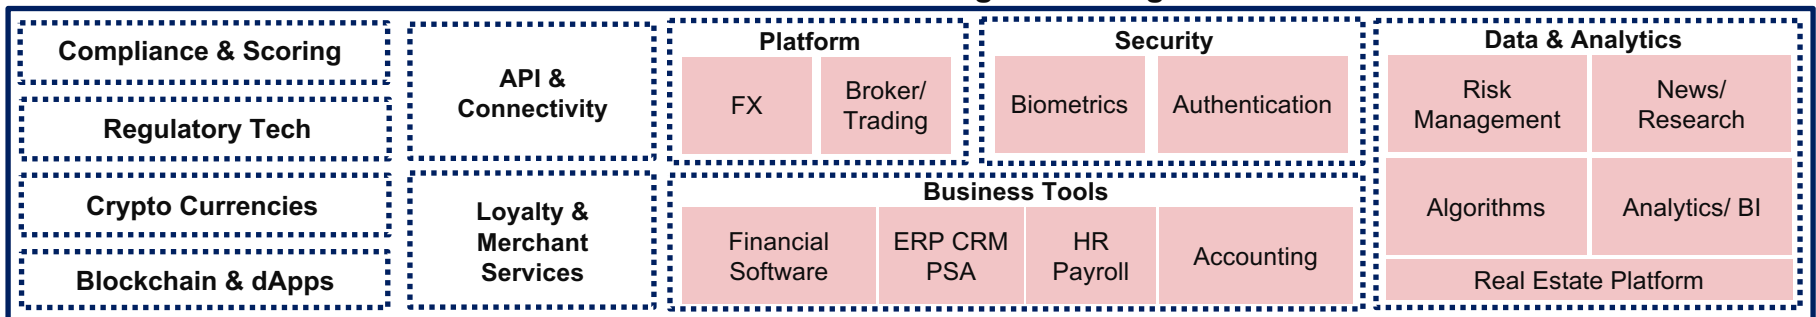 Compliance & Scoring
Regulatory Tech
Crypto Currencies
Blockchain & dApps
API &
Connectivity
Loyalty &
Merchant
Services
Platform
FX
Broker/
Trading
Security
Biometrics
Authentication
Business Tools
Financial
Software
ERP CRM
PSA
HR
Payroll
Accounting
Data & Analytics
Risk
Management
News/
Research
Algorithms
Analytics/ BI
Real Estate Platform